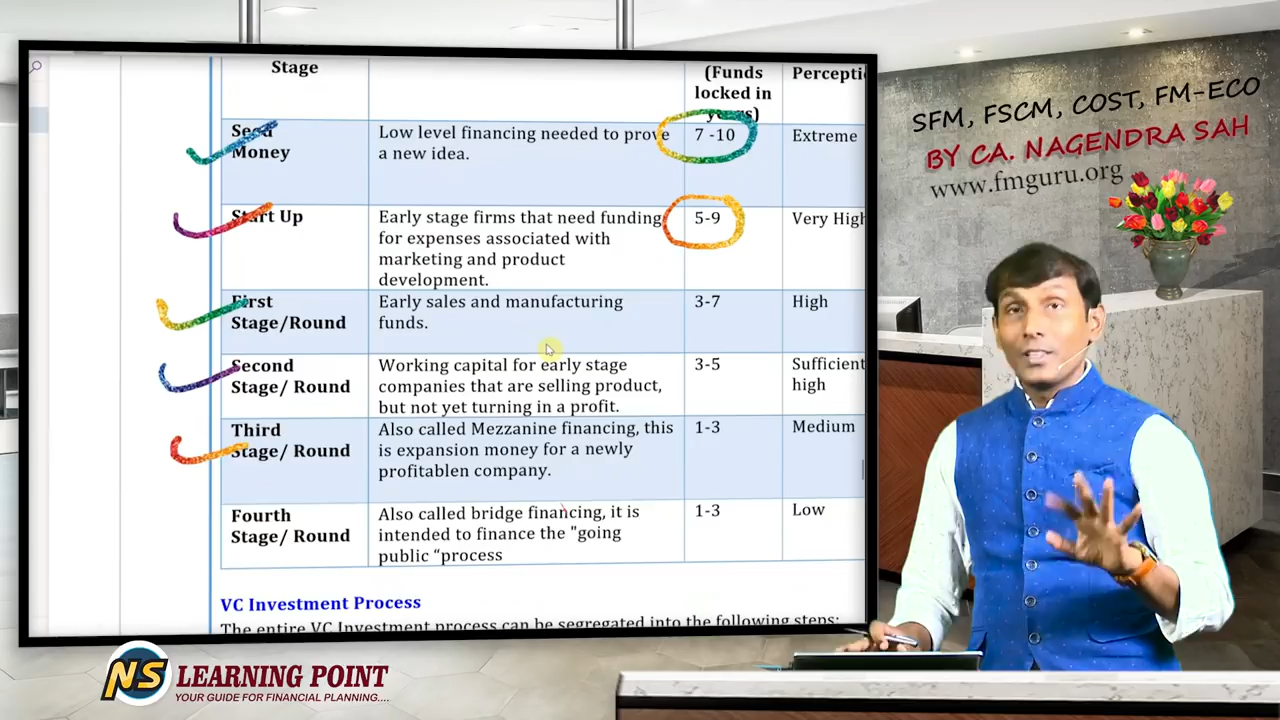 Stage
(Funds
locked in
years)
Perceptio
Seed
Money
Low level financing needed to prove
a new idea.
7 -10
Extreme
Start Up
Early stage firms that need funding
for expenses associated with
marketing and product
development.
5-9
Very High
First
Stage/Round
Early sales and manufacturing
funds.
3-7
High
Second
Stage/ Round
Working capital for early stage
companies that are selling product,
but not yet turning in a profit.
3-5
Sufficient
high
Third
Stage/ Round
Also called Mezzanine financing, this
is expansion money for a newly
profitablen company.
1-3
Medium
Fourth
Stage/ Round
Also called bridge financing, it is
intended to finance the "going
public “process
1-3
Low
VC Investment Process
The entire VC Investment process can be segregated into the following steps:
SFM, FSCM, COST, FM-ECO
BY CA. NAGENDRA SAH
www.fmguru.org
NS LEARNING POINT
YOUR GUIDE FOR FINANCIAL PLANNING....